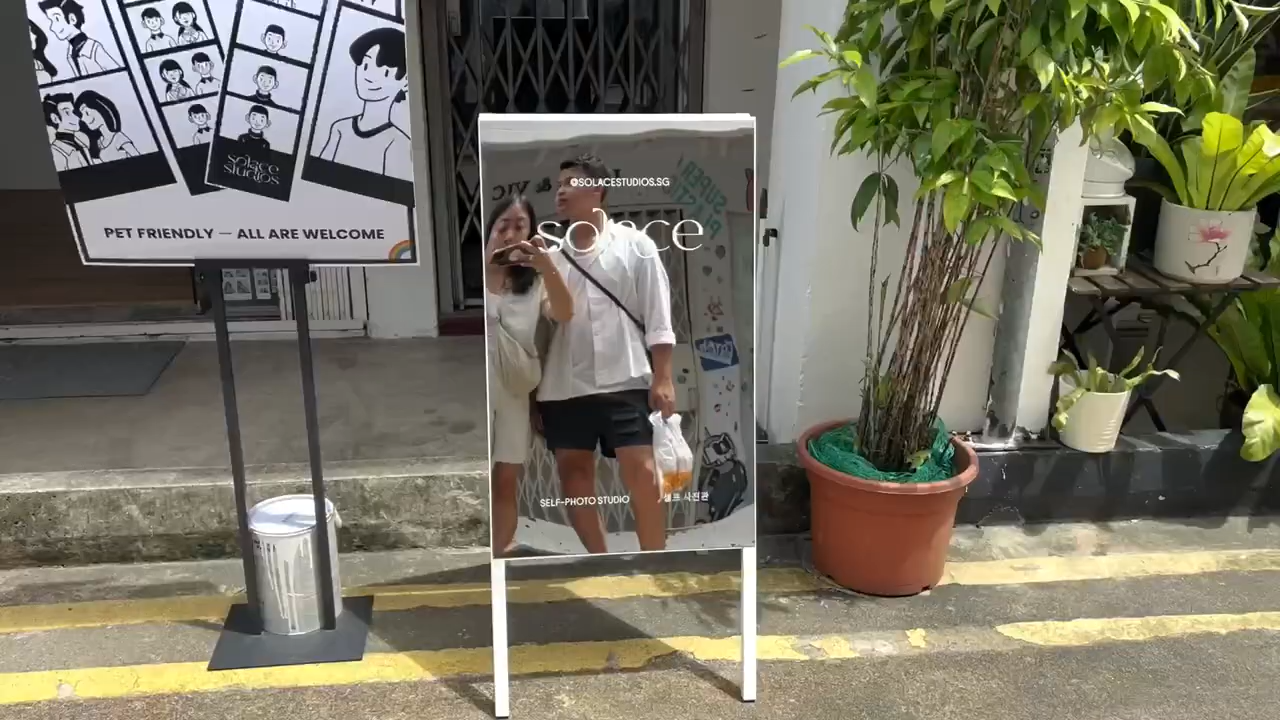 solace
studios
PET FRIENDLY — ALL ARE WELCOME
@SOLACESTUDIOS.SG
solace
SELF-PHOTO STUDIO
셀프 사진관